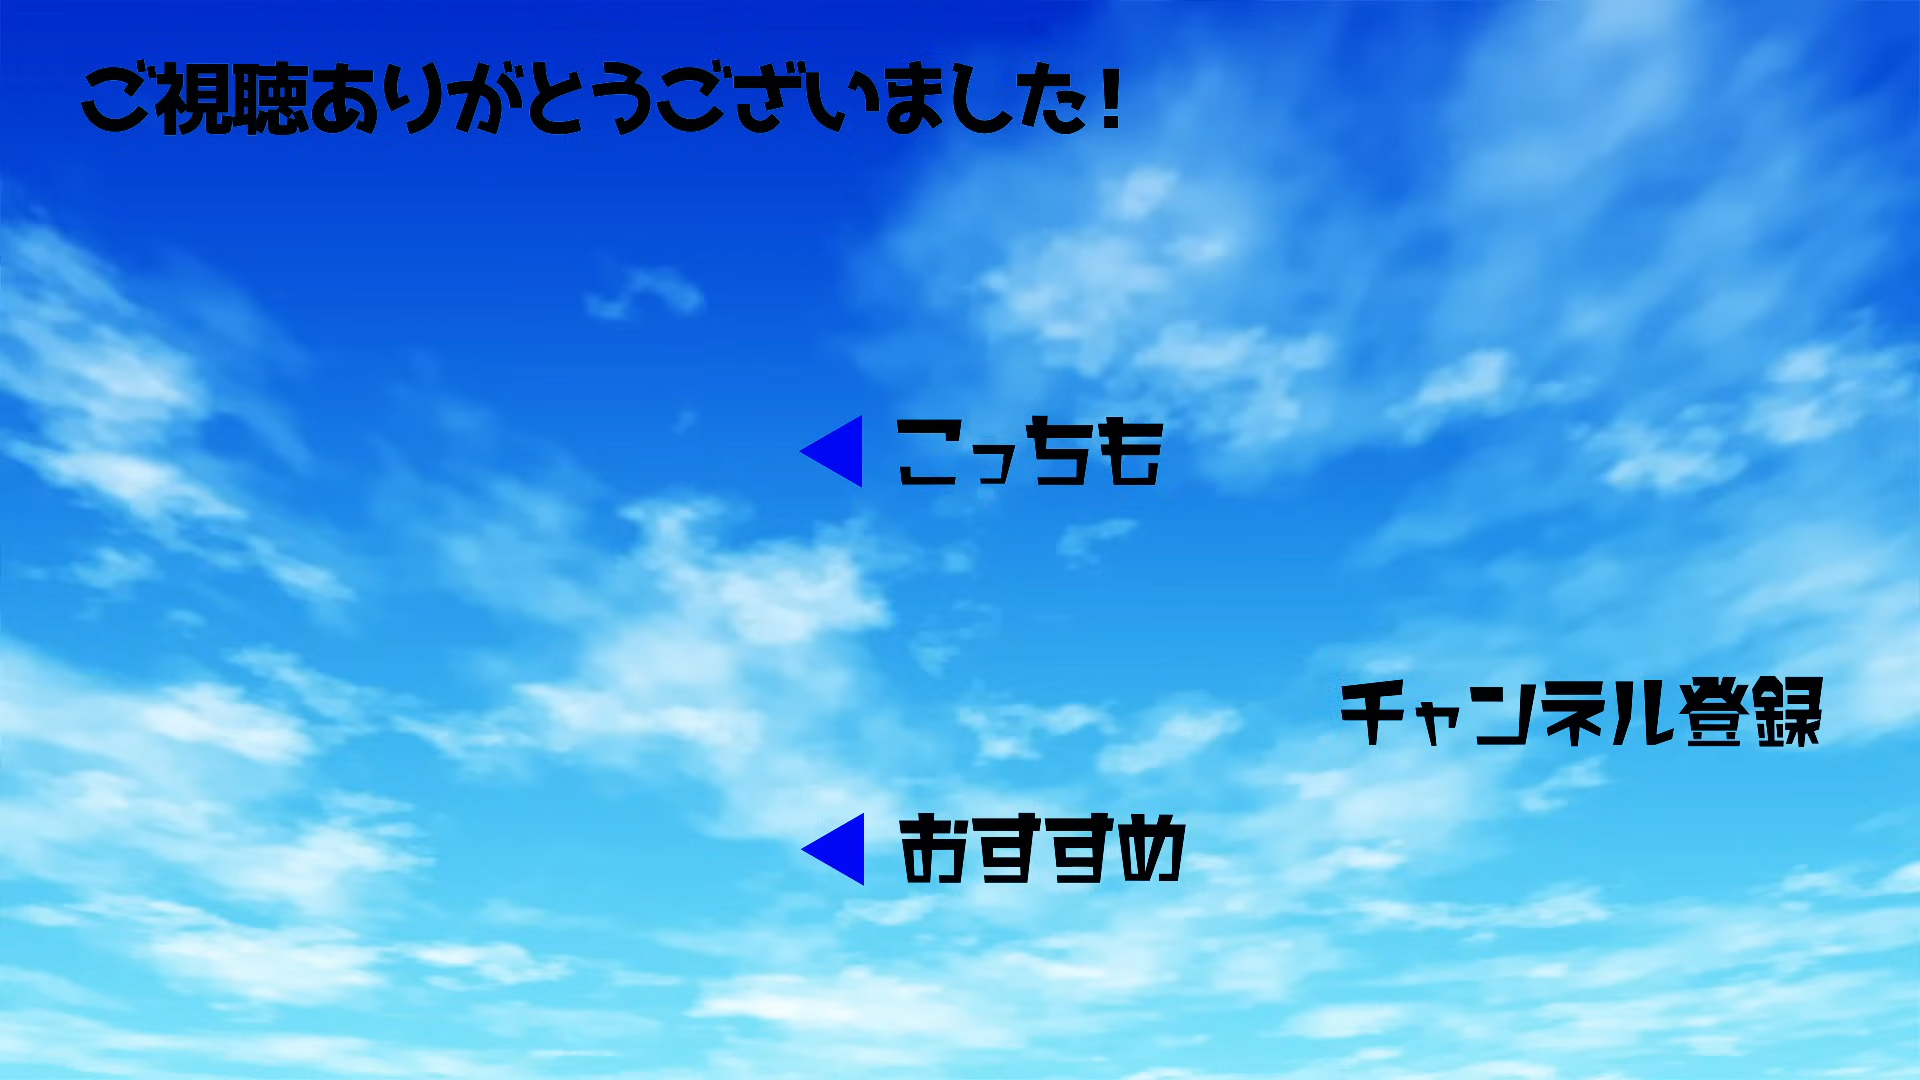 ご視聴ありがとうございました!
こっちも
チャンネル登録
おすすめ